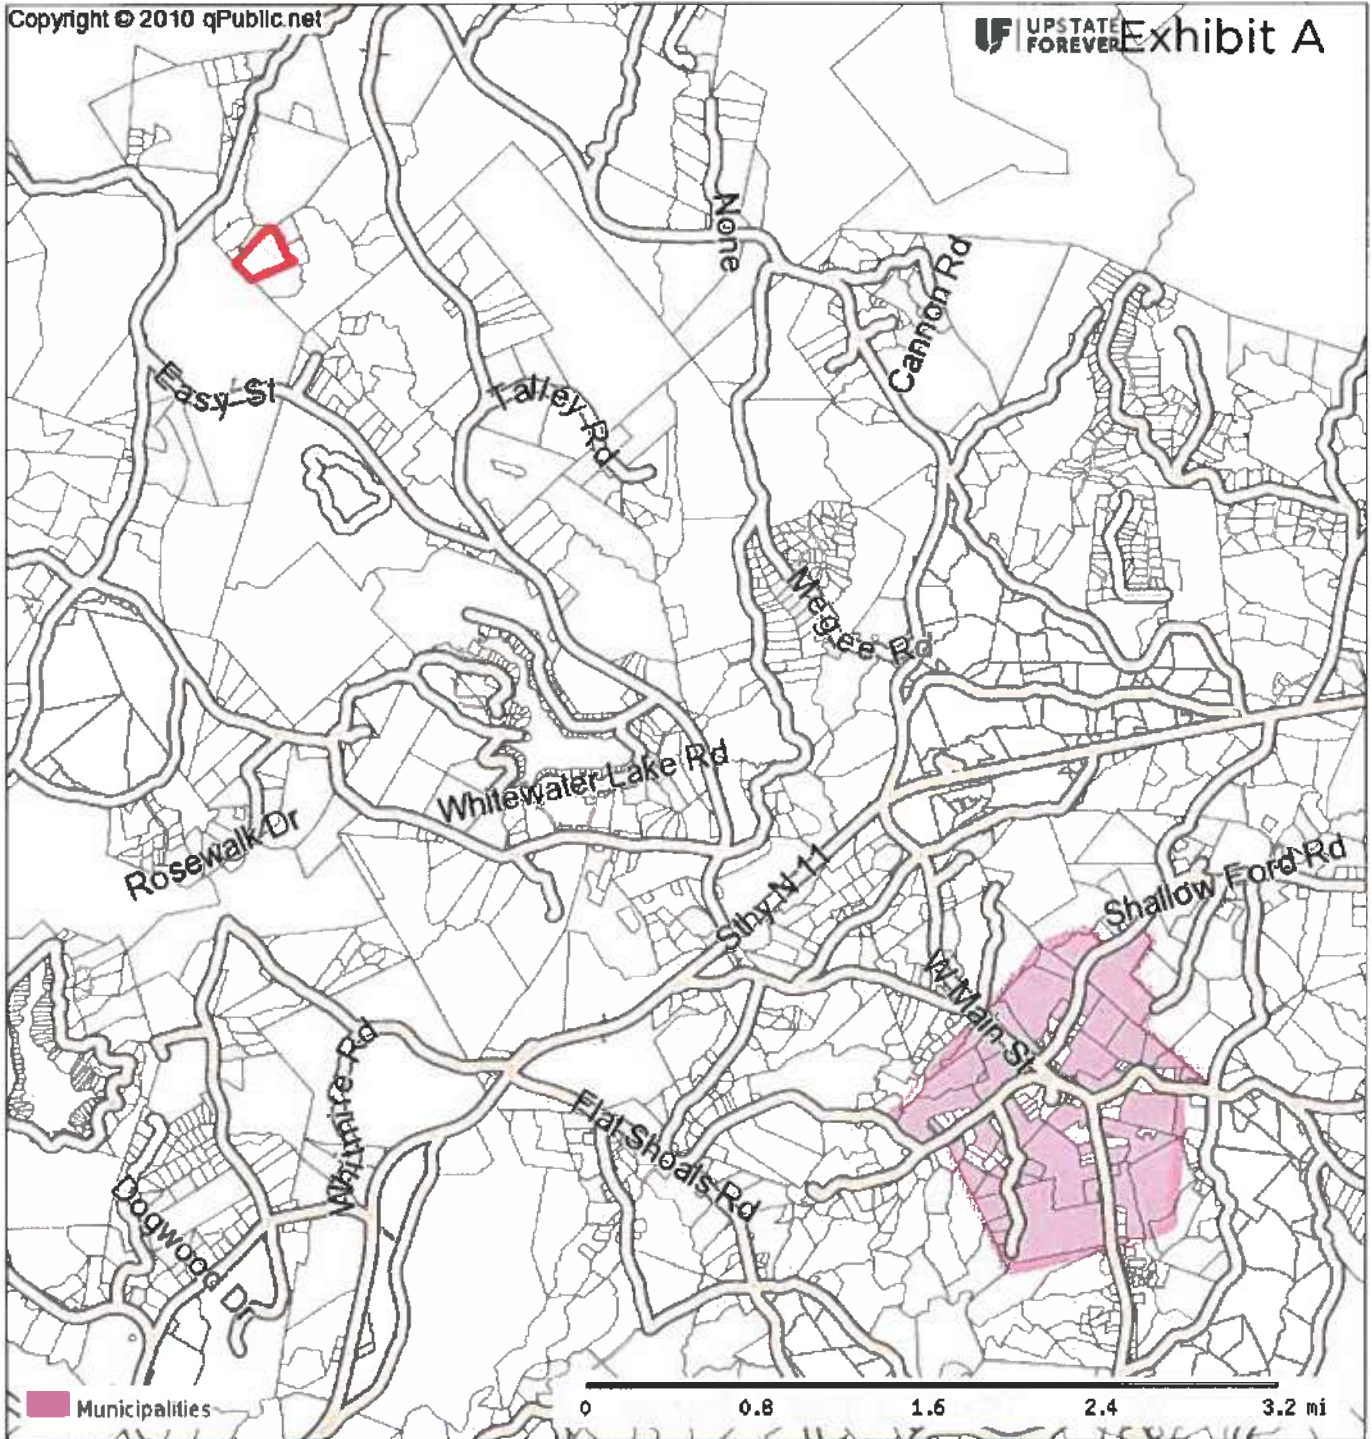 Copyright © 2010 qPublic.net
UF UPSTATE FOREVER
Exhibit A
None
Cannon Rd
Easy St
Talley Rd
Megee Rd
Whitewater Lake Rd
Rosewalk Dr
Sthy N 11
Shallow Ford Rd
W Main St
Whitmire Rd
Flat Shoals Rd
Dogwood Dr
Municipalities
0 0.8 1.6 2.4 3.2 mi